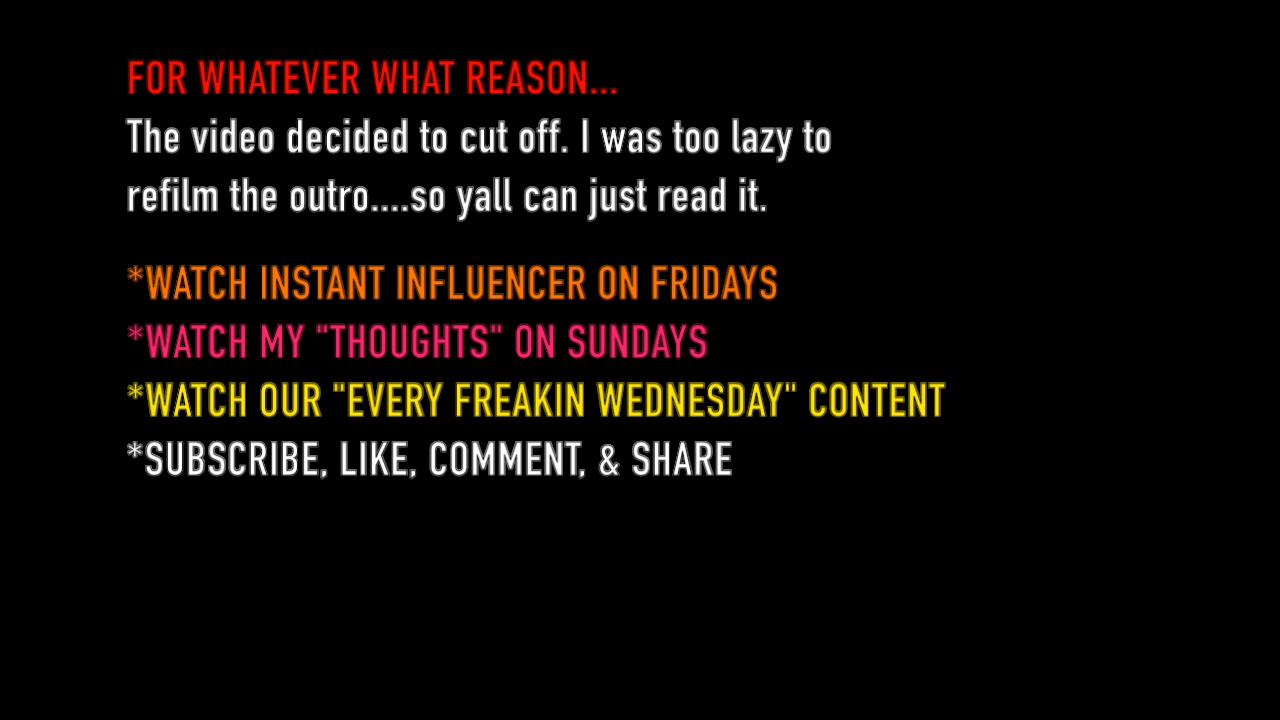 FOR WHATEVER WHAT REASON...
The video decided to cut off. I was too lazy to
refilm the outro....so yall can just read it.
*WATCH INSTANT INFLUENCER ON FRIDAYS
*WATCH MY "THOUGHTS" ON SUNDAYS
*WATCH OUR "EVERY FREAKIN WEDNESDAY" CONTENT
*SUBSCRIBE, LIKE, COMMENT, & SHARE